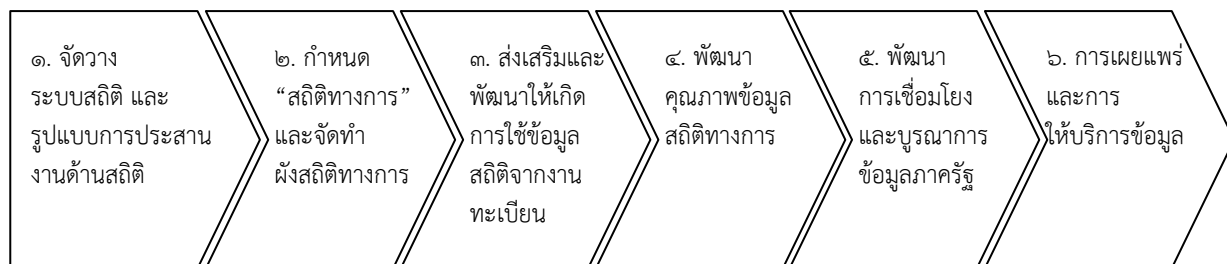 ๑. จัดวาง
ระบบสถิติ และ
รูปแบบการประสาน
งานด้านสถิติ
๒. กำหนด
“สถิติทางการ”
และจัดทำ
ผังสถิติทางการ
๓. ส่งเสริมและ
พัฒนาให้เกิด
การใช้ข้อมูล
สถิติจากงาน
ทะเบียน
๔. พัฒนา
คุณภาพข้อมูล
สถิติทางการ
๕. พัฒนา
การเชื่อมโยง
และบูรณาการ
ข้อมูลภาครัฐ
๖. การเผยแพร่
และการ
ให้บริการข้อมูล